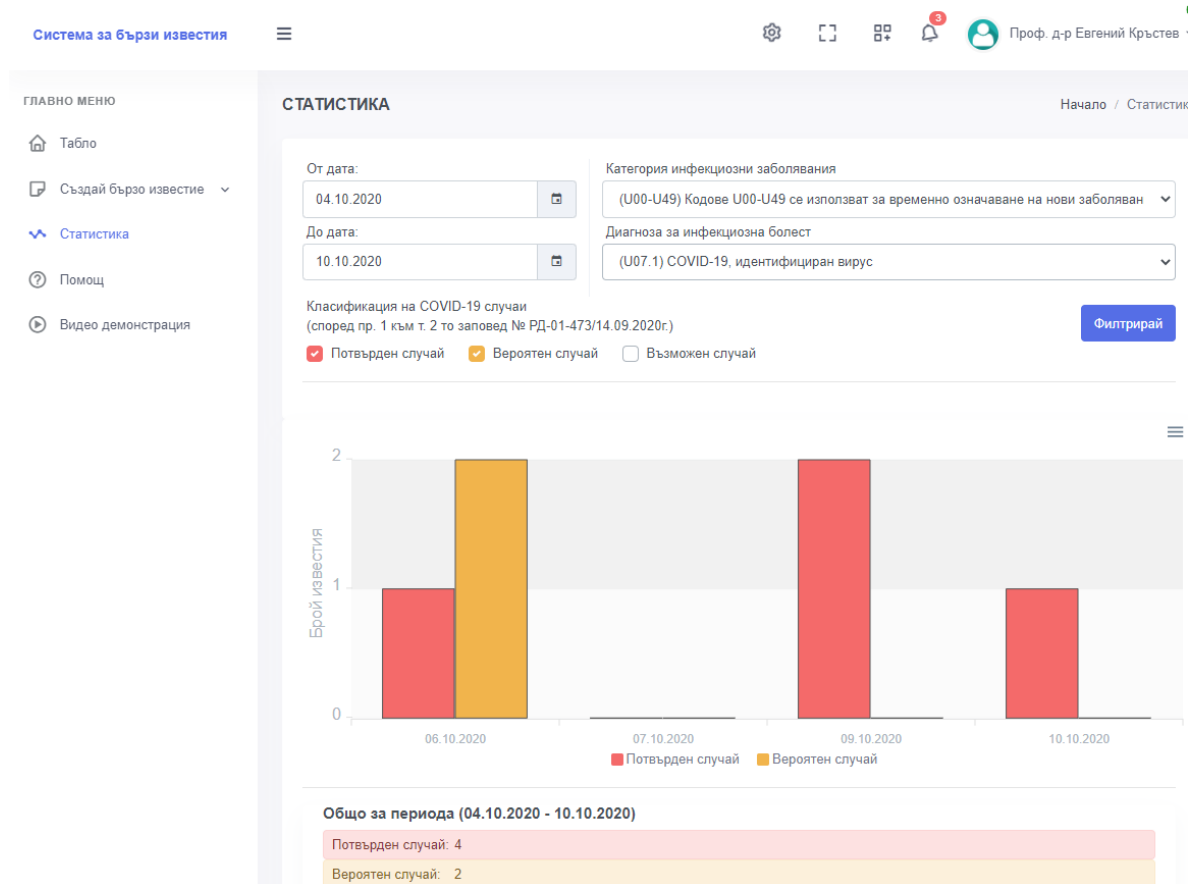 Система за бързи известия
3
Проф. д-р Евгений Кръстев
ГЛАВНО МЕНЮ
Табло
Създай бързо известие
Статистика
Помощ
Видео демонстрация
СТАТИСТИКА
Начало / Статистик
От дата:
04.10.2020
До дата:
10.10.2020
Категория инфекциозни заболявания
(U00-U49) Кодове U00-U49 се използват за временно означаване на нови заболяван
Диагноза за инфекциозна болест
(U07.1) COVID-19, идентифициран вирус
Класификация на COVID-19 случаи
(според пр. 1 към т. 2 то заповед № РД-01-473/14.09.2020г.)
Потвърден случай Вероятен случай Възможен случай
Филтрирай
2
1
0
Брой известия
06.10.2020 07.10.2020 09.10.2020 10.10.2020
Потвърден случай Вероятен случай
Общо за периода (04.10.2020 - 10.10.2020)
Потвърден случай: 4
Вероятен случай: 2